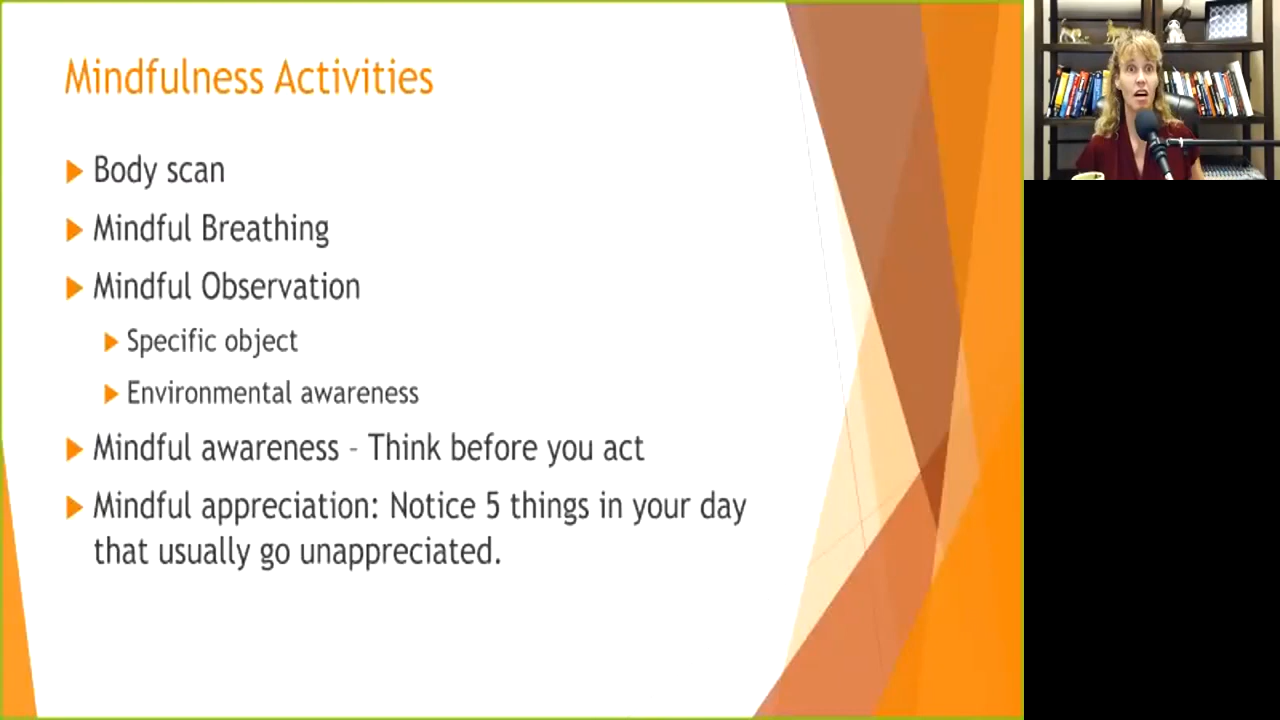 Mindfulness Activities
Body scan
Mindful Breathing
Mindful Observation
Specific object
Environmental awareness
Mindful awareness – Think before you act
Mindful appreciation: Notice 5 things in your day
that usually go unappreciated.